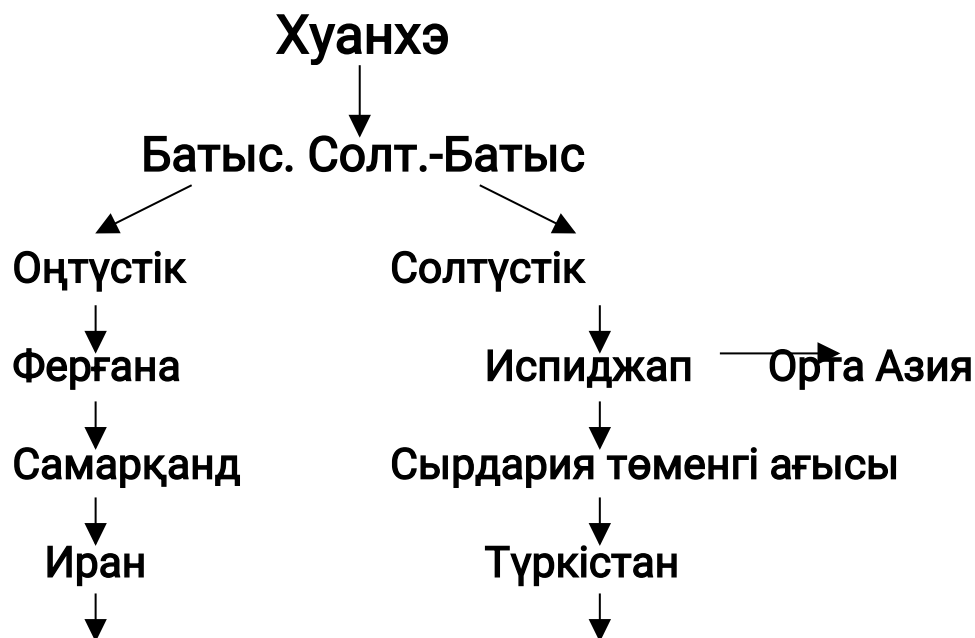 Хуанхэ
Батыс. Солт.-Батыс
Оңтүстік Солтүстік
Ферғана Испиджап Орта Азия
Самарқанд Сырдария төменгі ағысы
Иран Түркістан